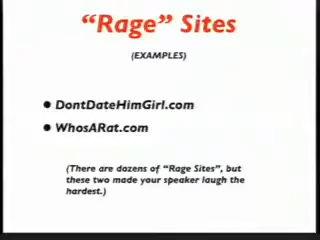 “Rage” Sites
(EXAMPLES)
● DontDateHimGirl.com
● WhosARat.com
(There are dozens of “Rage Sites”, but
these two made your speaker laugh the
hardest.)